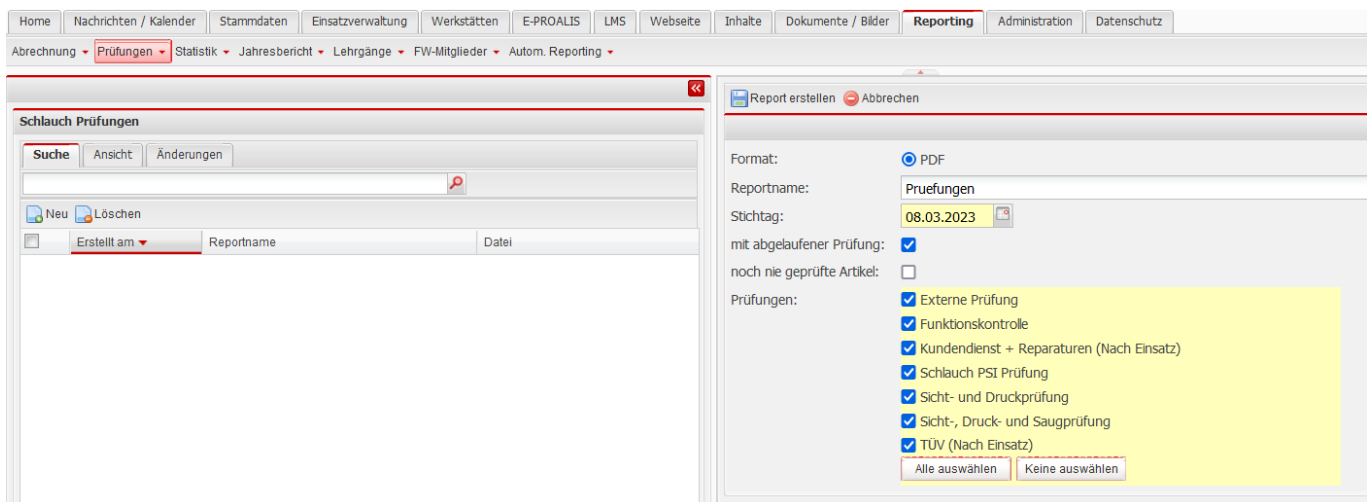 Home Nachrichten / Kalender Stammdaten Einsatzverwaltung Werkstätten E-PROALIS LMS Webseite Inhalte Dokumente / Bilder Reporting Administration Datenschutz
Abrechnung Prüfungen Statistik Jahresbericht Lehrgänge FW-Mitglieder Autom. Reporting
Schlauch Prüfungen
Suche Ansicht Änderungen
Neu Löschen
Erstellt am Reportname Datei
Report erstellen Abbrechen
Format: PDF
Reportname: Pruefungen
Stichtag: 08.03.2023
mit abgelaufener Prüfung:
noch nie geprüfte Artikel:
Prüfungen: Externe Prüfung
Funktionskontrolle
Kundendienst + Reparaturen (Nach Einsatz)
Schlauch PSI Prüfung
Sicht- und Druckprüfung
Sicht-, Druck- und Saugprüfung
TÜV (Nach Einsatz)
Alle auswählen Keine auswählen